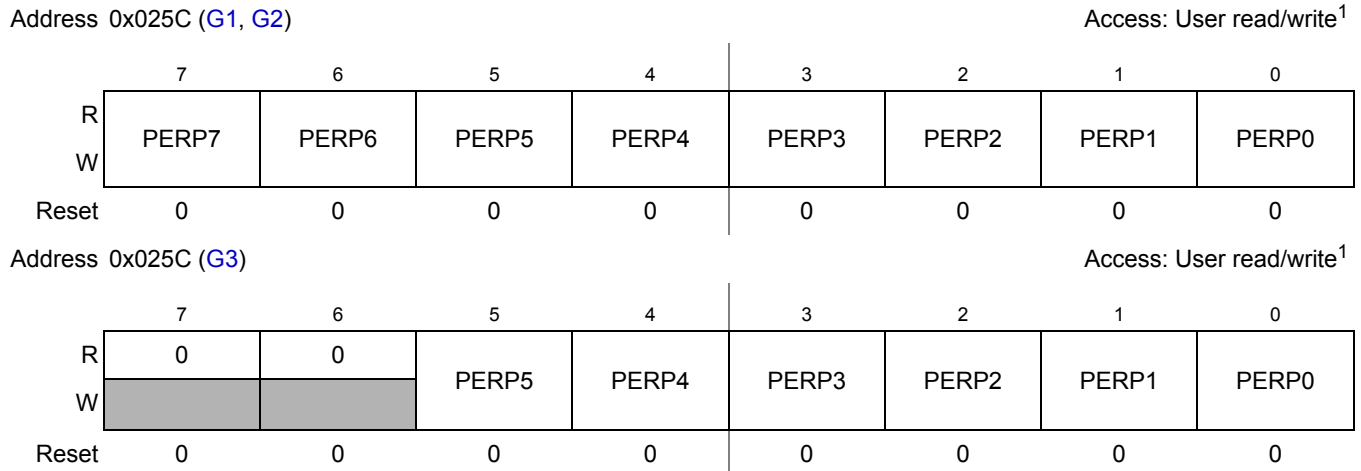 Address 0x025C (G1, G2) Access: User read/write1
7 6 5 4 3 2 1 0
R
W
PERP7 PERP6 PERP5 PERP4 PERP3 PERP2 PERP1 PERP0
Reset 0 0 0 0 0 0 0 0
Address 0x025C (G3) Access: User read/write1
7 6 5 4 3 2 1 0
R 0 0
W
PERP5 PERP4 PERP3 PERP2 PERP1 PERP0
Reset 0 0 0 0 0 0 0 0